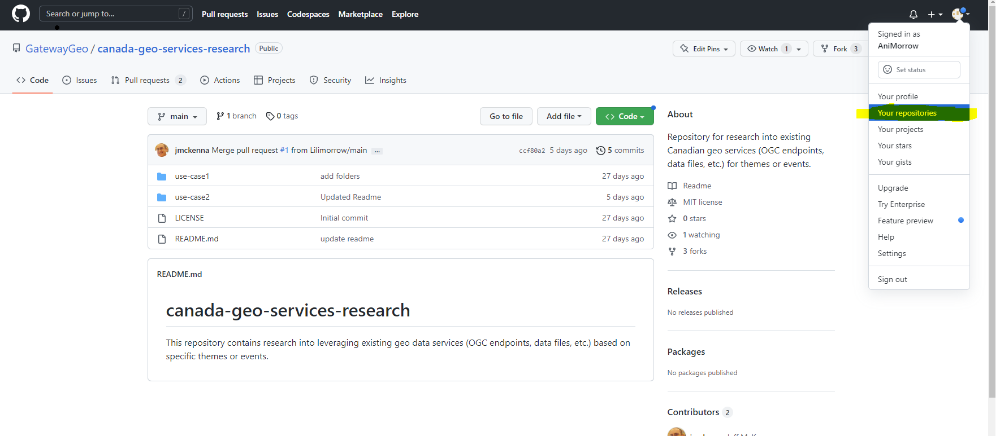 Search or jump to... /
Pull requests Issues Codespaces Marketplace Explore
Signed in as
AniMorrow
Set status
Your profile
Your repositories
Your projects
Your stars
Your gists
Upgrade
Try Enterprise
Feature preview
Help
Settings
Sign out
GatewayGeo / canada-geo-services-research Public
Edit Pins Watch 1 Fork 3
Code Issues Pull requests 2 Actions Projects Security Insights
main 1 branch 0 tags Go to file Add file Code
jmckenna Merge pull request #1 from Lilimorrow/main ... ccf80a2 5 days ago 5 commits
use-case1 add folders 27 days ago
use-case2 Updated Readme 5 days ago
LICENSE Initial commit 27 days ago
README.md update readme 27 days ago
README.md
canada-geo-services-research
This repository contains research into leveraging existing geo data services (OGC endpoints, data files, etc.) based on
specific themes or events.
About
Repository for research into existing
Canadian geo services (OGC endpoints,
data files, etc.) for themes or events.
Readme
MIT license
0 stars
1 watching
3 forks
Releases
No releases published
Packages
No packages published
Contributors 2